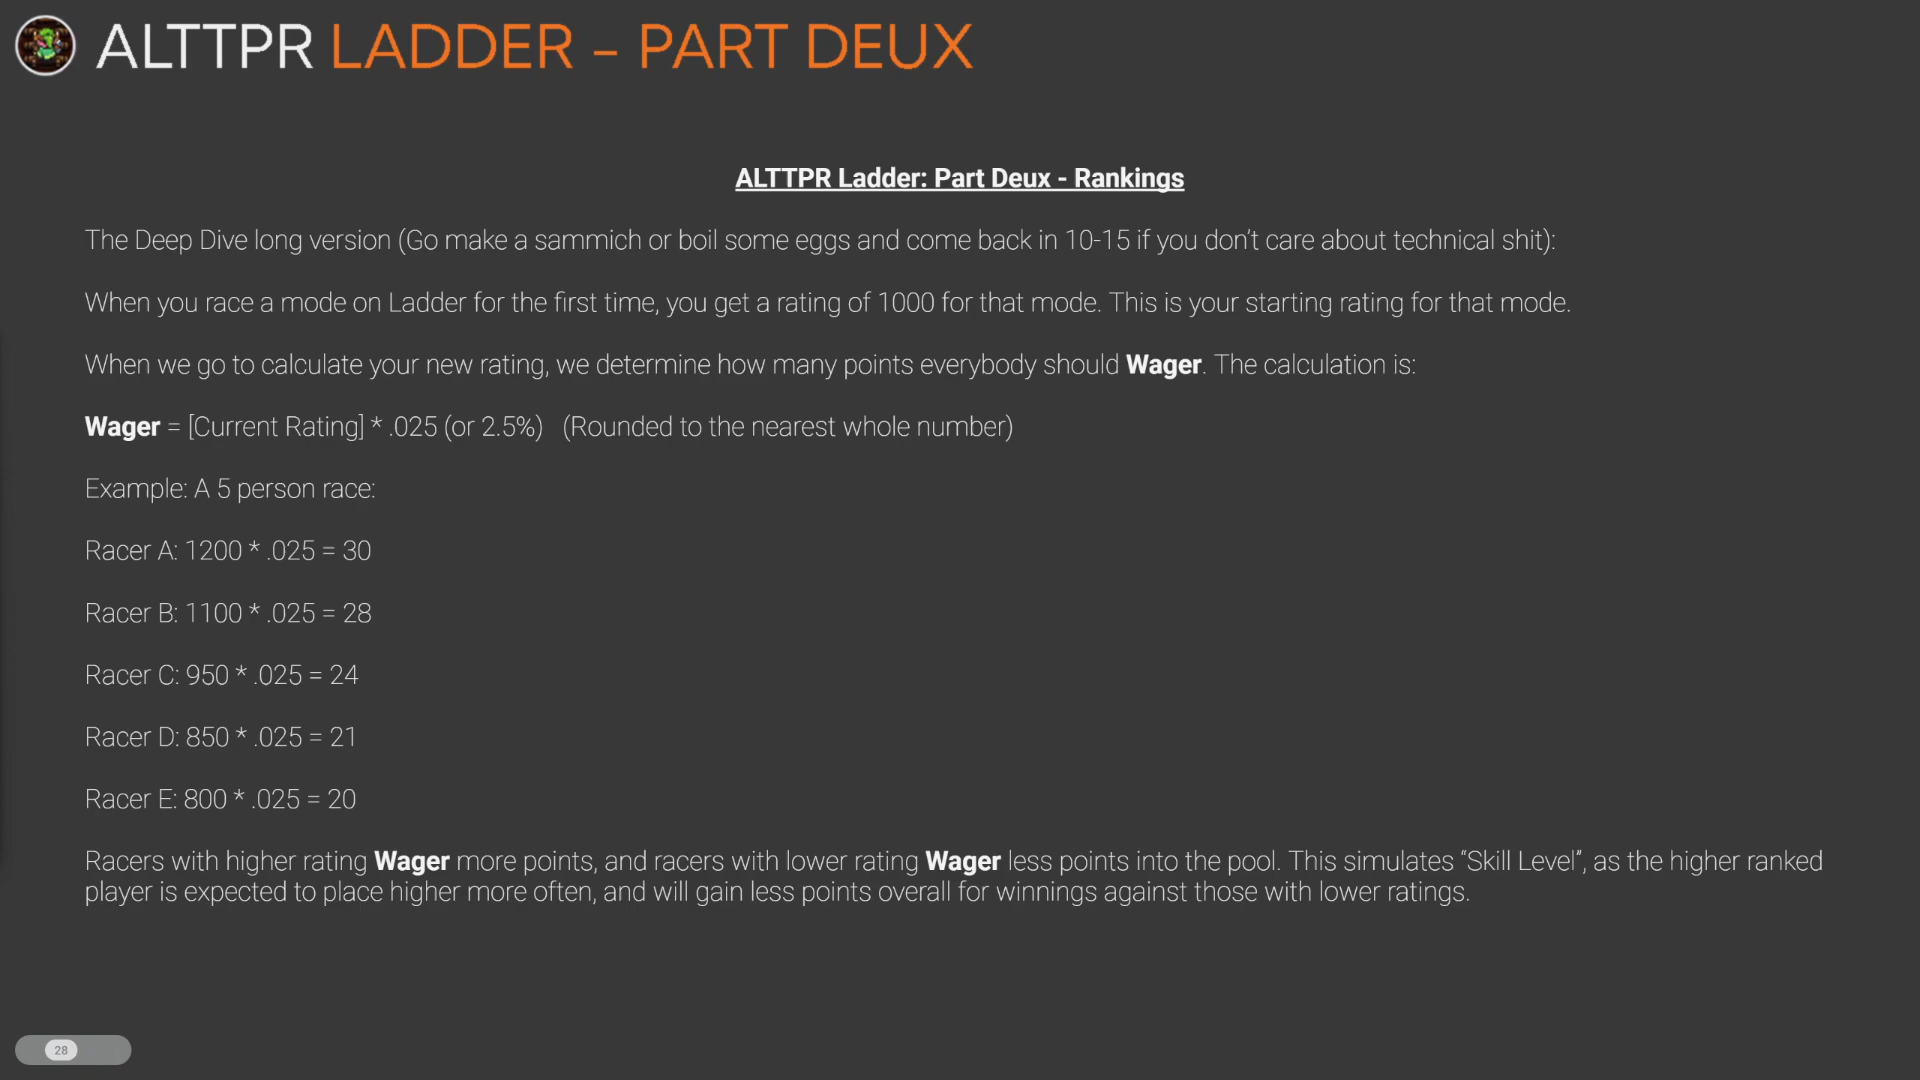 ALTTPR LADDER – PART DEUX
ALTTPR Ladder: Part Deux - Rankings
The Deep Dive long version (Go make a sammich or boil some eggs and come back in 10-15 if you don’t care about technical shit):
When you race a mode on Ladder for the first time, you get a rating of 1000 for that mode. This is your starting rating for that mode.
When we go to calculate your new rating, we determine how many points everybody should Wager. The calculation is:
Wager = [Current Rating] * .025 (or 2.5%)   (Rounded to the nearest whole number)
Example: A 5 person race:
Racer A: 1200 * .025 = 30
Racer B: 1100 * .025 = 28
Racer C: 950 * .025 = 24
Racer D: 850 * .025 = 21
Racer E: 800 * .025 = 20
Racers with higher rating Wager more points, and racers with lower rating Wager less points into the pool. This simulates “Skill Level”, as the higher ranked
player is expected to place higher more often, and will gain less points overall for winnings against those with lower ratings.
28